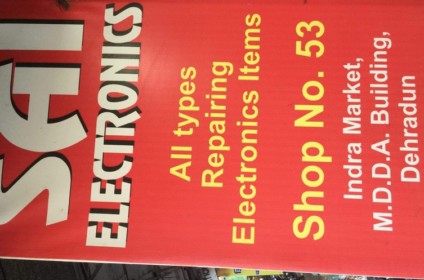 SAI
ELECTRONICS
All types
Repairing
Electronics Items
Shop No. 53
Indra Market,
M.D.D.A. Building,
Dehradun